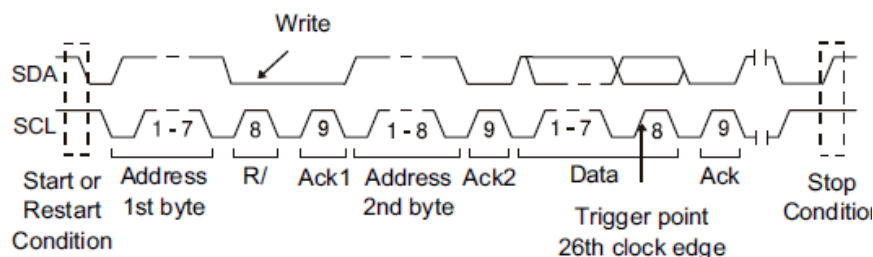 Write
SDA
SCL
1 - 7
8
9
1 - 8
9
1 - 7
8
9
Start or
Restart
Condition
Address
1st byte
R/
Ack1
Address
2nd byte
Ack2
Data
Ack
Stop
Condition
Trigger point
26th clock edge